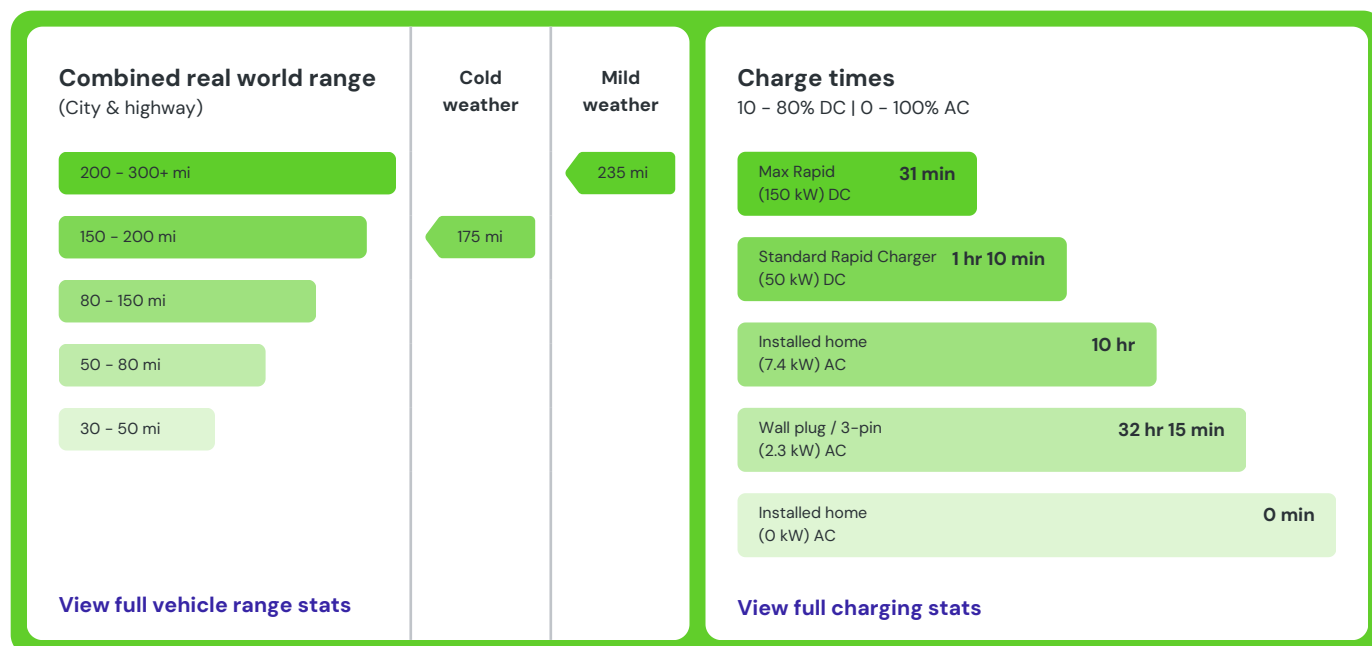 Combined real world range
(City & highway)
Cold
weather
Mild
weather
200 - 300+ mi
235 mi
150 - 200 mi
175 mi
80 - 150 mi
50 - 80 mi
30 - 50 mi
View full vehicle range stats
Charge times
10 - 80% DC | 0 - 100% AC
Max Rapid
(150 kW) DC
31 min
Standard Rapid Charger
(50 kW) DC
1 hr 10 min
Installed home
(7.4 kW) AC
10 hr
Wall plug / 3-pin
(2.3 kW) AC
32 hr 15 min
Installed home
(0 kW) AC
0 min
View full charging stats